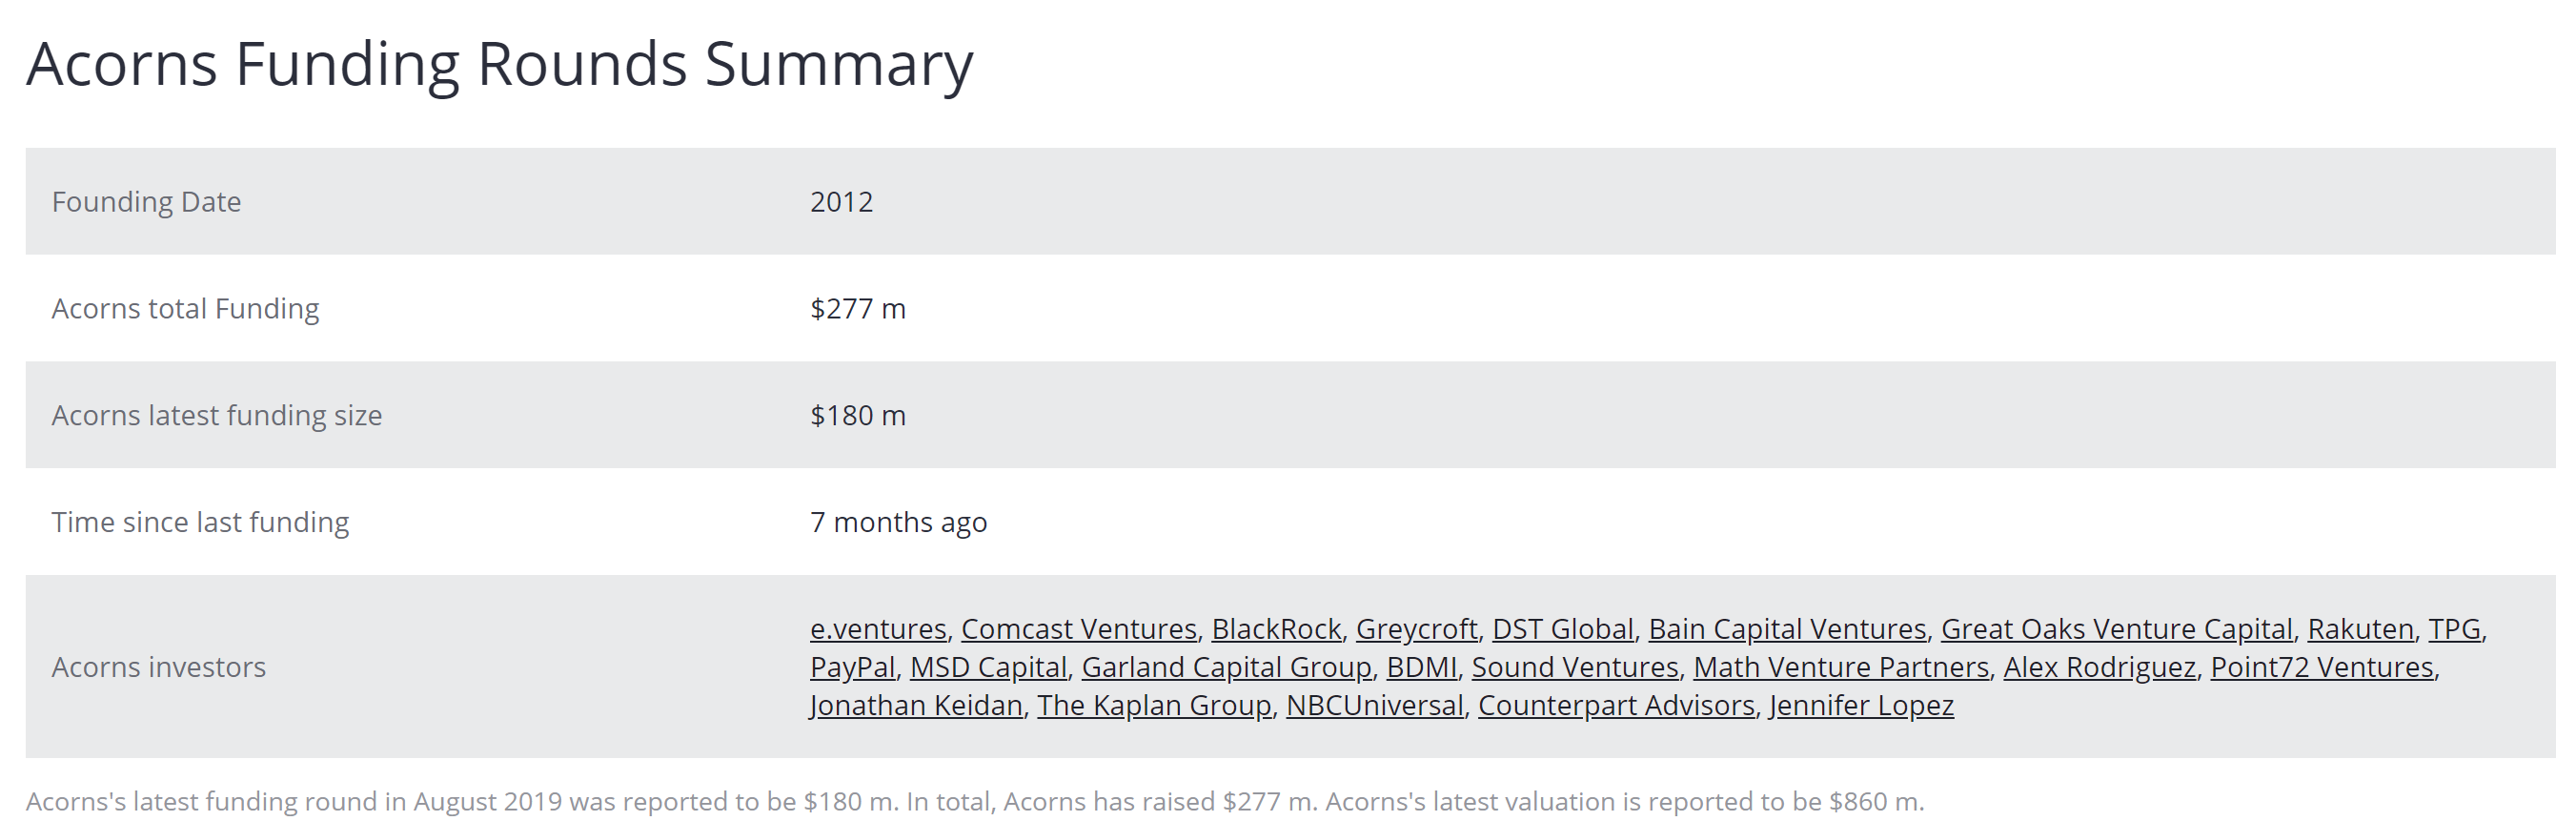 Acorns Funding Rounds Summary
Founding Date 2012
Acorns total Funding $277 m
Acorns latest funding size $180 m
Time since last funding 7 months ago
Acorns investors
e.ventures, Comcast Ventures, BlackRock, Greycroft, DST Global, Bain Capital Ventures, Great Oaks Venture Capital, Rakuten, TPG,
PayPal, MSD Capital, Garland Capital Group, BDMI, Sound Ventures, Math Venture Partners, Alex Rodriguez, Point72 Ventures,
Jonathan Keidan, The Kaplan Group, NBCUniversal, Counterpart Advisors, Jennifer Lopez
Acorns's latest funding round in August 2019 was reported to be $180 m. In total, Acorns has raised $277 m. Acorns's latest valuation is reported to be $860 m.